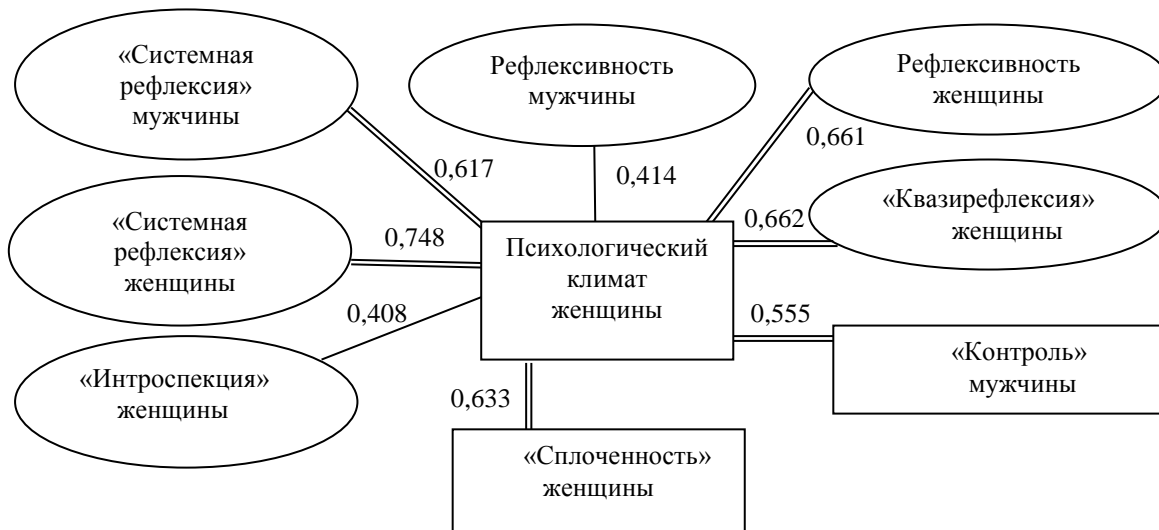 «Системная
рефлексия»
мужчины
Рефлексивность
мужчины
Рефлексивность
женщины
0,617
0,414
0,661
«Системная
рефлексия»
женщины
0,748
Психологический
климат
женщины
0,662
«Квазирефлексия»
женщины
0,408
0,555
«Интроспекция»
женщины
«Контроль»
мужчины
0,633
«Сплоченность»
женщины